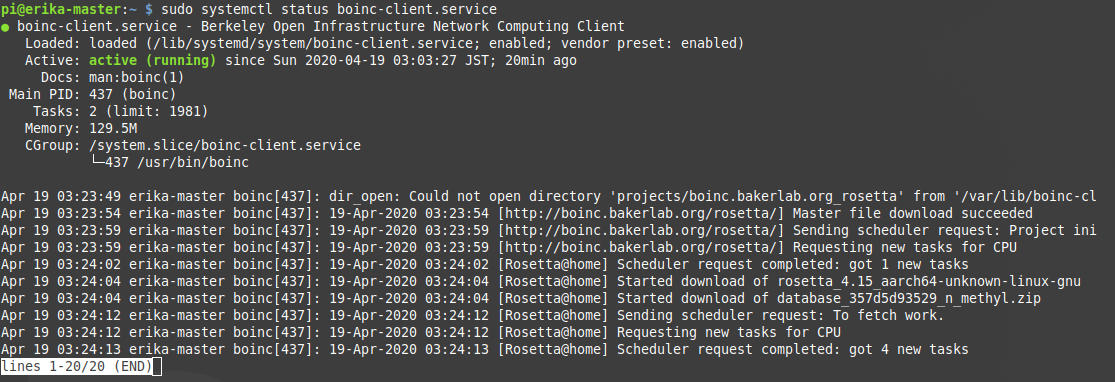 pi@erika-master:~ $ sudo systemctl status boinc-client.service
● boinc-client.service - Berkeley Open Infrastructure Network Computing Client
   Loaded: loaded (/lib/systemd/system/boinc-client.service; enabled; vendor preset: enabled)
   Active: active (running) since Sun 2020-04-19 03:03:27 JST; 20min ago
     Docs: man:boinc(1)
 Main PID: 437 (boinc)
    Tasks: 2 (limit: 1981)
   Memory: 129.5M
   CGroup: /system.slice/boinc-client.service
           └─437 /usr/bin/boinc

Apr 19 03:23:49 erika-master boinc[437]: dir_open: Could not open directory 'projects/boinc.bakerlab.org_rosetta' from '/var/lib/boinc-cl
Apr 19 03:23:54 erika-master boinc[437]: 19-Apr-2020 03:23:54 [http://boinc.bakerlab.org/rosetta/] Master file download succeeded
Apr 19 03:23:59 erika-master boinc[437]: 19-Apr-2020 03:23:59 [http://boinc.bakerlab.org/rosetta/] Sending scheduler request: Project ini
Apr 19 03:23:59 erika-master boinc[437]: 19-Apr-2020 03:23:59 [http://boinc.bakerlab.org/rosetta/] Requesting new tasks for CPU
Apr 19 03:24:02 erika-master boinc[437]: 19-Apr-2020 03:24:02 [Rosetta@home] Scheduler request completed: got 1 new tasks
Apr 19 03:24:04 erika-master boinc[437]: 19-Apr-2020 03:24:04 [Rosetta@home] Started download of rosetta_4.15_aarch64-unknown-linux-gnu
Apr 19 03:24:04 erika-master boinc[437]: 19-Apr-2020 03:24:04 [Rosetta@home] Started download of database_357d5d93529_n_methyl.zip
Apr 19 03:24:12 erika-master boinc[437]: 19-Apr-2020 03:24:12 [Rosetta@home] Sending scheduler request: To fetch work.
Apr 19 03:24:12 erika-master boinc[437]: 19-Apr-2020 03:24:12 [Rosetta@home] Requesting new tasks for CPU
Apr 19 03:24:13 erika-master boinc[437]: 19-Apr-2020 03:24:13 [Rosetta@home] Scheduler request completed: got 4 new tasks
lines 1-20/20 (END)